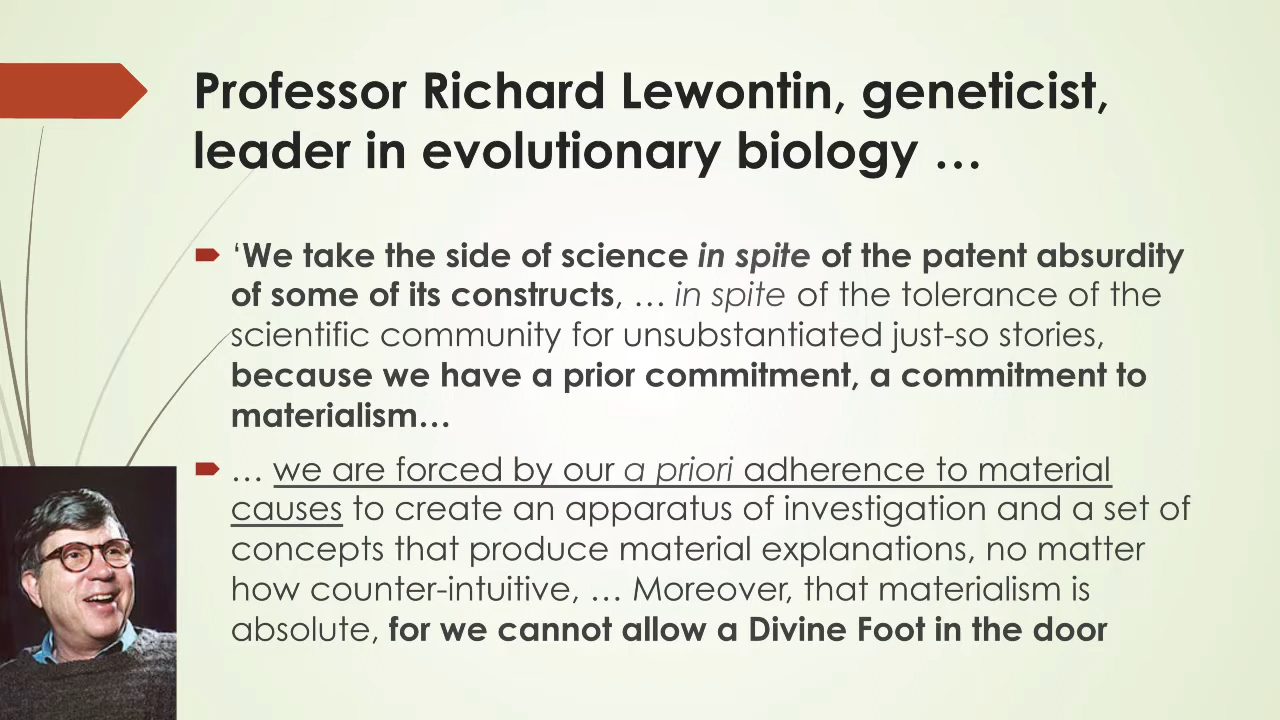 Professor Richard Lewontin, geneticist,
leader in evolutionary biology …
‘We take the side of science in spite of the patent absurdity
of some of its constructs, … in spite of the tolerance of the
scientific community for unsubstantiated just-so stories,
because we have a prior commitment, a commitment to
materialism…
… we are forced by our a priori adherence to material
causes to create an apparatus of investigation and a set of
concepts that produce material explanations, no matter
how counter-intuitive, … Moreover, that materialism is
absolute, for we cannot allow a Divine Foot in the door